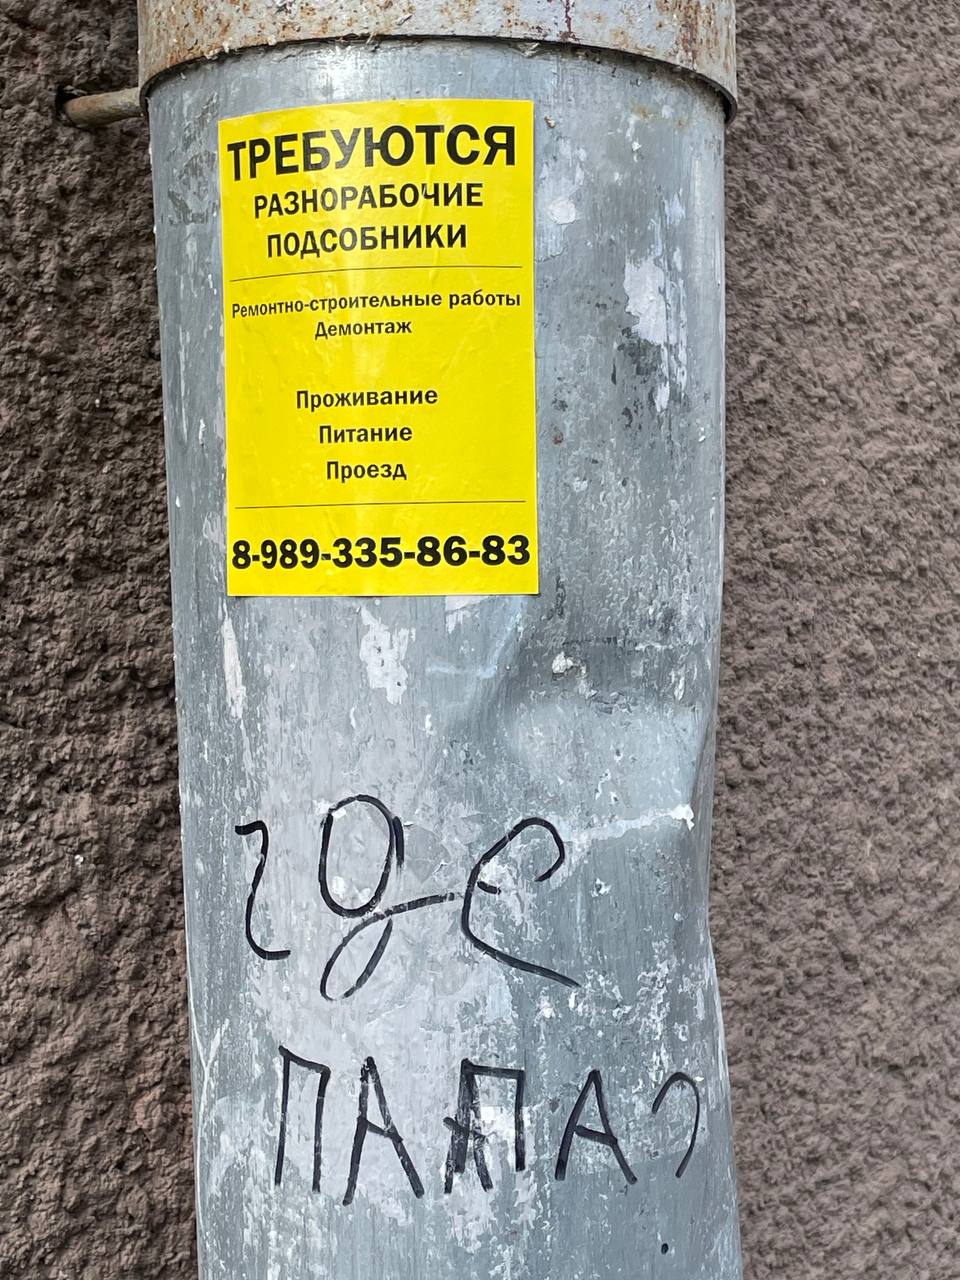 ТРЕБУЮТСЯ
РАЗНОРАБОЧИЕ
ПОДСОБНИКИ
Ремонтно-строительные работы
Демонтаж
Проживание
Питание
Проезд
8-989-335-86-83
где
ПАПА?